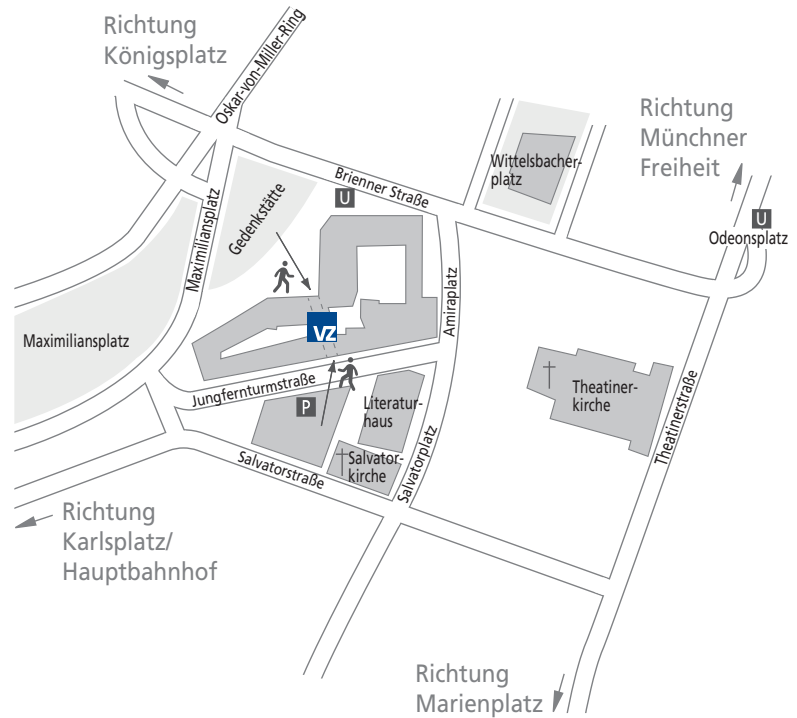 Richtung
Königsplatz
Oskar-von-Miller-Ring
Richtung
Münchner
Freiheit
Wittelsbacher-
platz
Brienner Straße
U
U
Odeonsplatz
Gedenkstätte
Maximiliansplatz
Amiraplatz
Maximiliansplatz
VZ
Jungfernturmstraße
P
Literatur-
haus
Theatiner-
kirche
Theatinerstraße
Salvatorplatz
Salvator-
kirche
Salvatorstraße
Richtung
Karlsplatz/
Hauptbahnhof
Richtung
Marienplatz